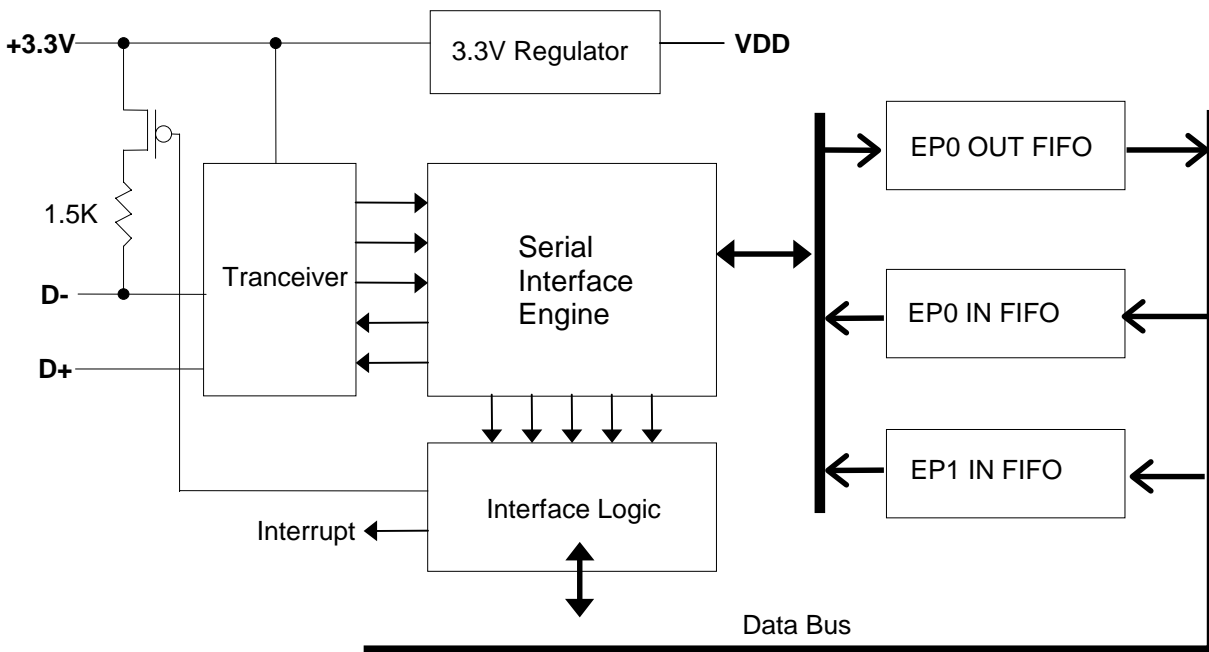 +3.3V
3.3V Regulator
VDD
EP0 OUT FIFO
1.5K
Tranceiver
Serial
Interface
Engine
D-
EP0 IN FIFO
D+
EP1 IN FIFO
Interface Logic
Interrupt
Data Bus